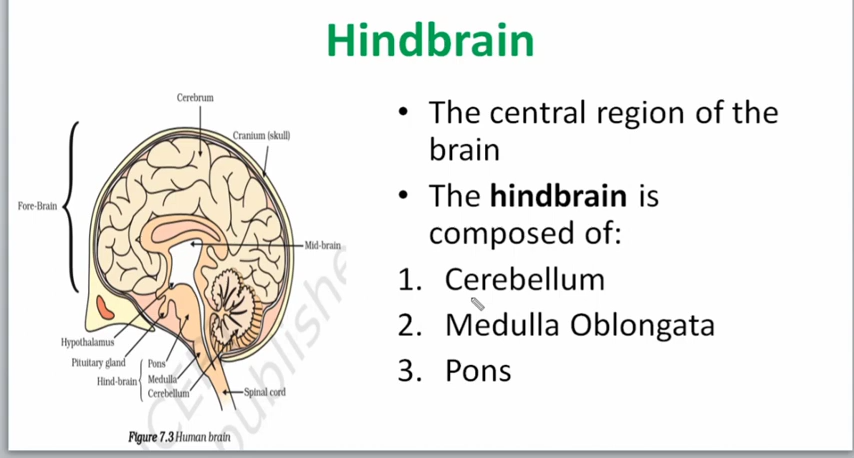 Hindbrain
Cerebrum
Cranium (skull)
Fore-Brain
Mid-brain
Hypothalamus
Pituitary gland
Hind-brain
Pons
Medulla
Cerebellum
Spinal cord
Figure 7.3 Human brain
• The central region of the
brain
• The hindbrain is
composed of:
1. Cerebellum
2. Medulla Oblongata
3. Pons